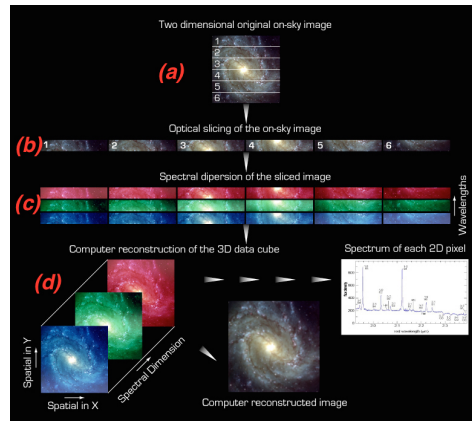 Two dimensional original on-sky image
(a)
1
2
3
4
5
6
Optical slicing of the on-sky image
(b)
1 2 3 4 5 6
Spectral dipersion of the sliced image
(c)
Wavelengths
Computer reconstruction of the 3D data cube
Spectrum of each 2D pixel
(d)
Spatial in Y
Spatial in X
Spectral Dimension
Computer reconstructed image